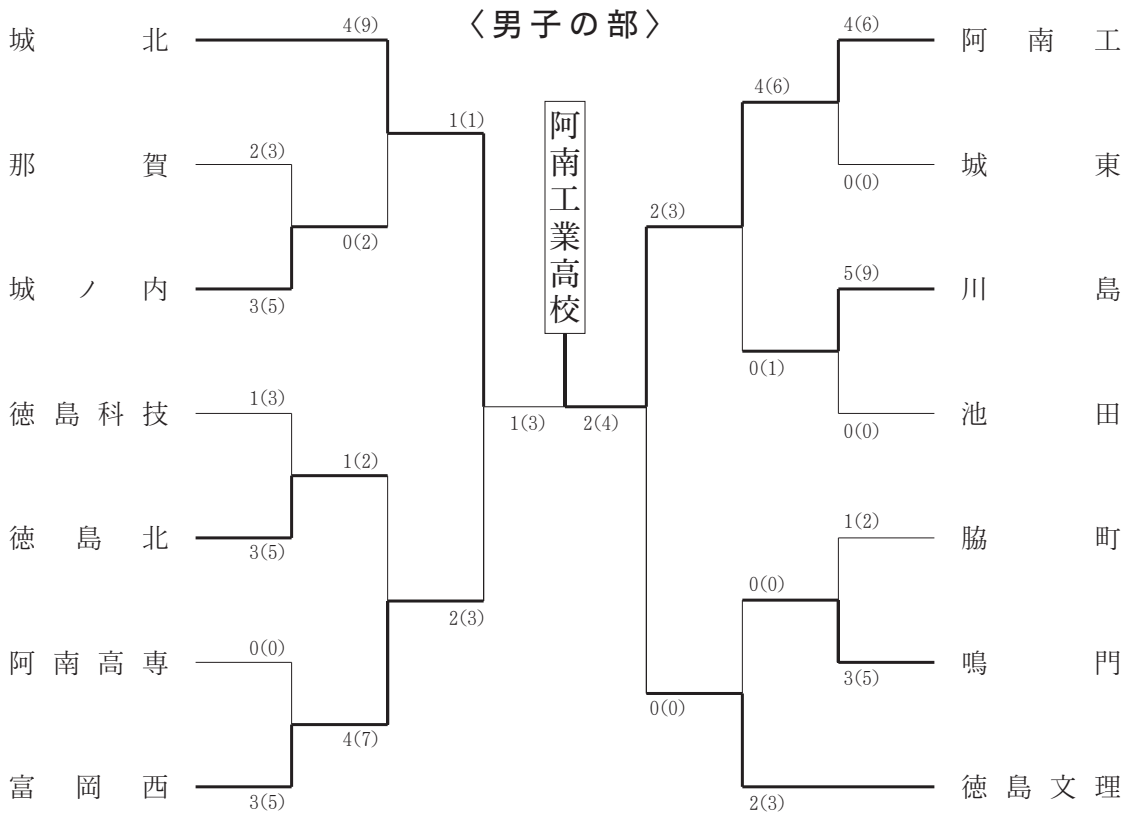 〈男子の部〉
城北
4(9)
那賀
2(3)
城ノ内
3(5)
0(2)
1(1)
徳島科技
1(3)
徳島北
3(5)
1(2)
阿南高専
0(0)
富岡西
3(5)
4(7)
2(3)
1(3)
阿南工業高校
2(4)
阿南工
4(6)
城東
0(0)
4(6)
川島
5(9)
池田
0(0)
0(1)
2(3)
脇町
1(2)
鳴門
3(5)
0(0)
徳島文理
2(3)
0(0)